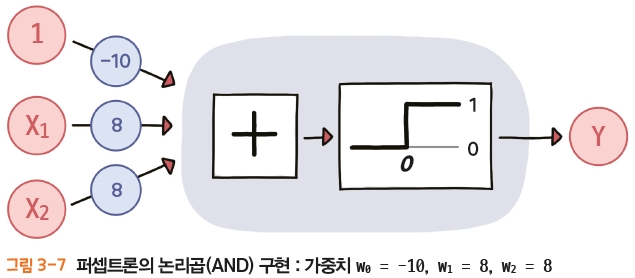 1
-10
X1
8
X2
8
+
1
0
0
Y
그림 3-7 퍼셉트론의 논리곱(AND) 구현 : 가중치 w₀ = -10, w₁ = 8, w₂ = 8